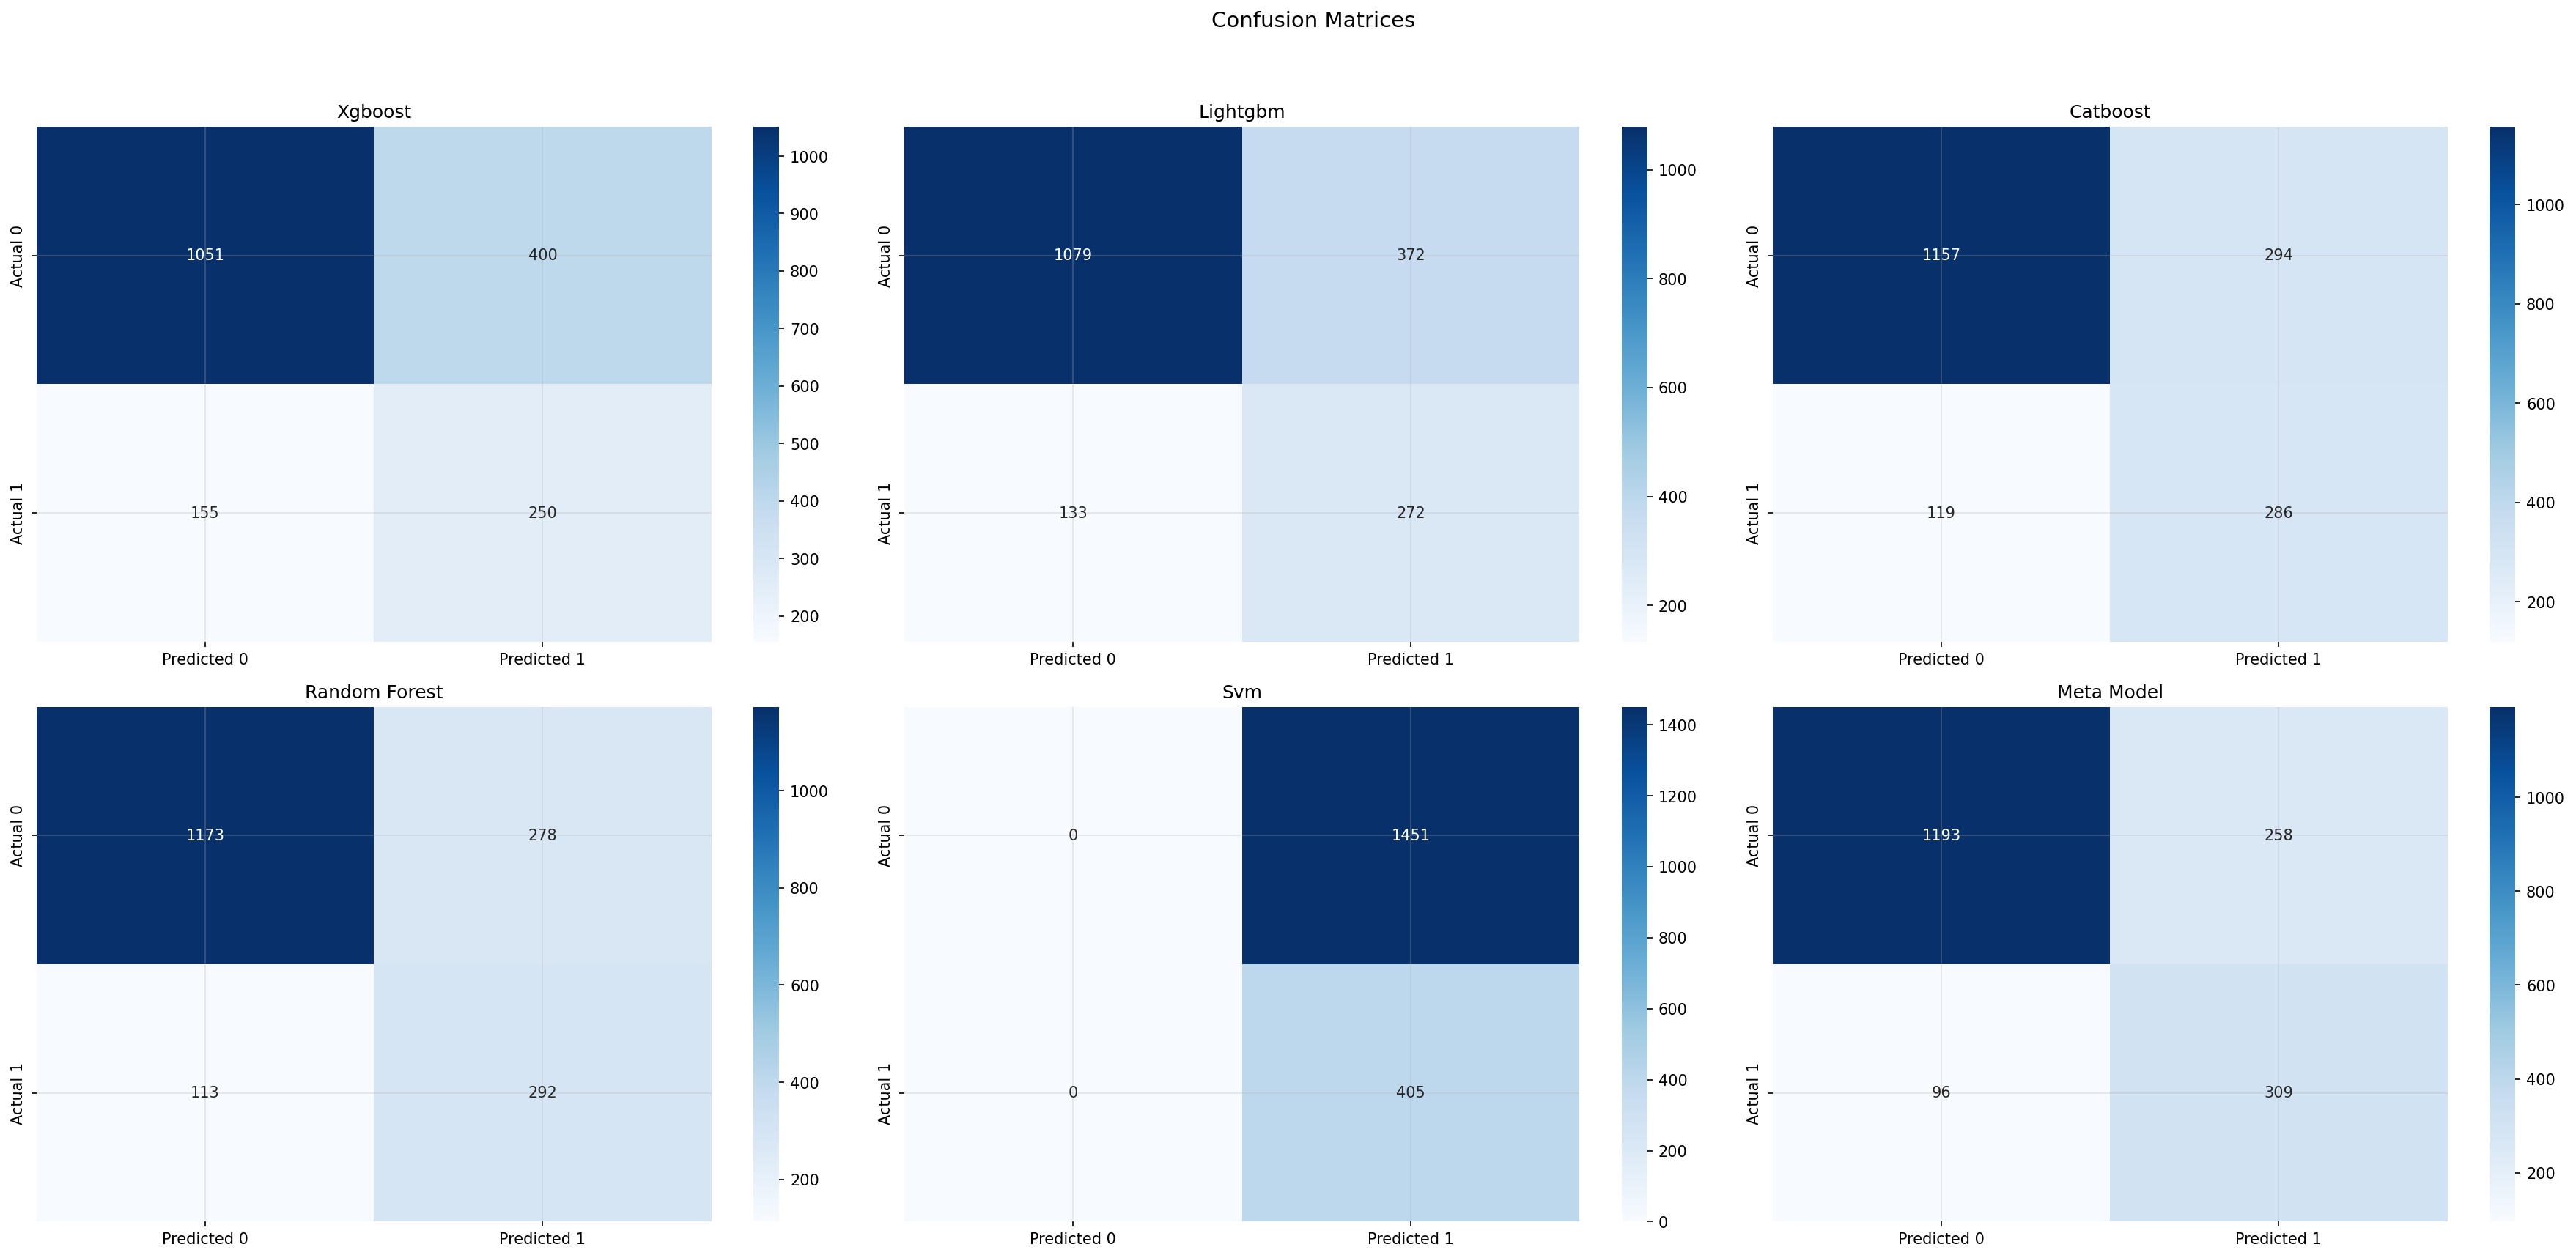 Confusion Matrices
Xgboost
Lightgbm
Catboost
Actual 0
1051
400
1000
900
800
700
600
500
400
300
200
Actual 1
155
250
Predicted 0
Predicted 1
Actual 0
1079
372
1000
800
600
400
200
Actual 1
133
272
Predicted 0
Predicted 1
Actual 0
1157
294
1000
800
600
400
200
Actual 1
119
286
Predicted 0
Predicted 1
Random Forest
Actual 0
1173
278
1000
800
600
400
200
Actual 1
113
292
Predicted 0
Predicted 1
Svm
Actual 0
0
1451
1400
1200
1000
800
600
400
200
0
Actual 1
0
405
Predicted 0
Predicted 1
Meta Model
Actual 0
1193
258
1000
800
600
400
200
Actual 1
96
309
Predicted 0
Predicted 1